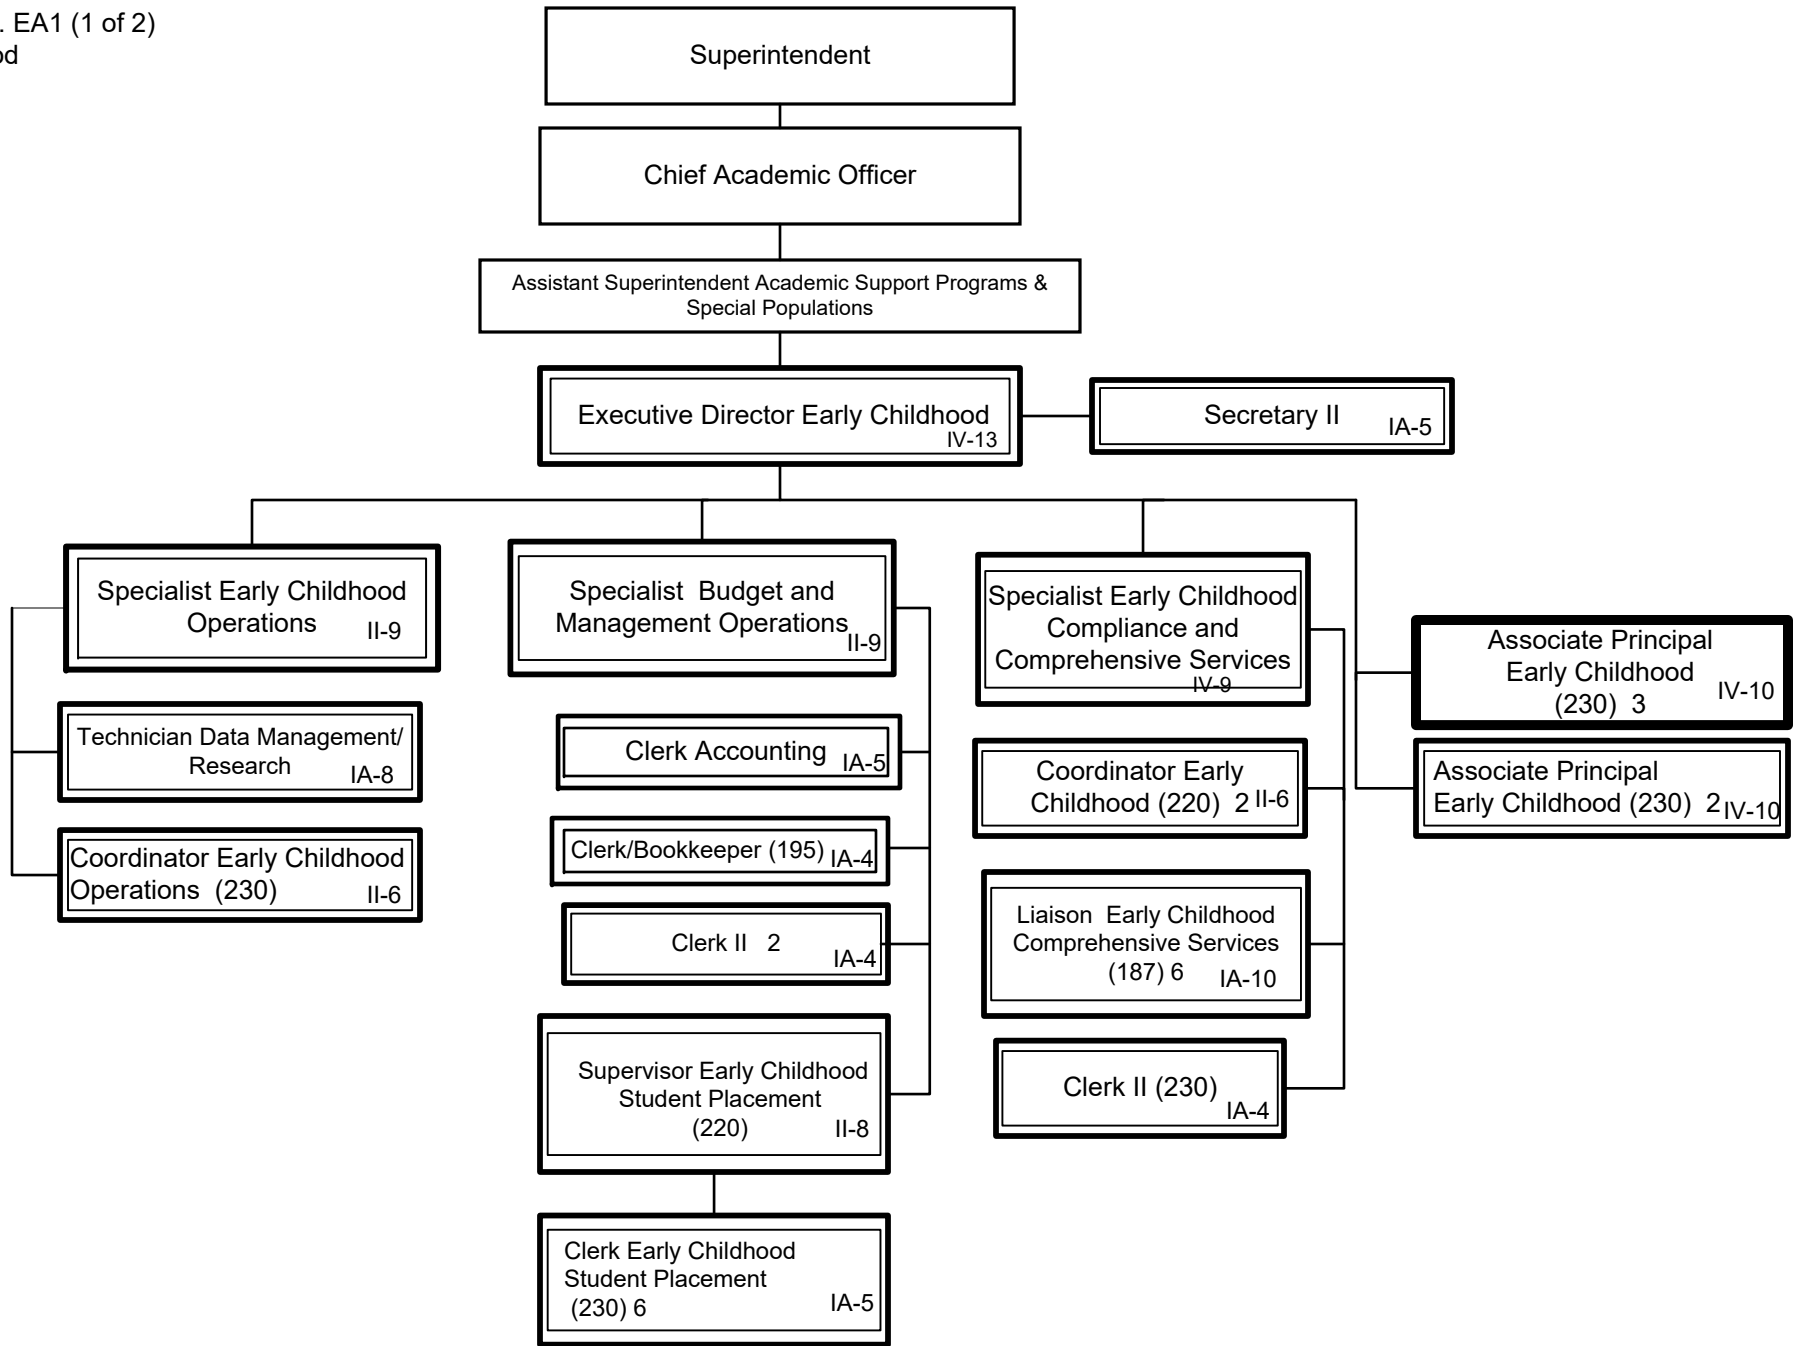 . EA1 (1 of 2)
Superintendent
Chief Academic Officer
Assistant Superintendent Academic Support Programs &
Special Populations
Executive Director Early Childhood
IV-13
Secretary II
IA-5
Specialist Early Childhood
Operations
II-9
Technician Data Management/
Research
IA-8
Coordinator Early Childhood
Operations (230)
II-6
Specialist Budget and
Management Operations
II-9
Clerk Accounting
IA-5
Clerk/Bookkeeper (195)
IA-4
Clerk II 2
IA-4
Supervisor Early Childhood
Student Placement
(220)
II-8
Clerk Early Childhood
Student Placement
(230) 6
IA-5
Specialist Early Childhood
Compliance and
Comprehensive Services
IV-9
Coordinator Early
Childhood (220) 2
II-6
Liaison Early Childhood
Comprehensive Services
(187) 6
IA-10
Clerk II (230)
IA-4
Associate Principal
Early Childhood
(230) 3
IV-10
Associate Principal
Early Childhood (230) 2
IV-10